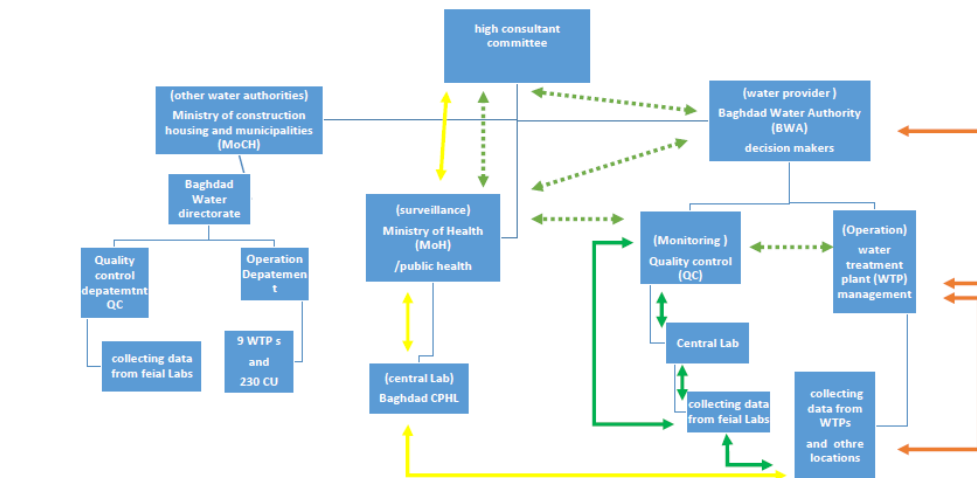 high consultant
committee
(other water authorities)
Ministry of construction
housing and municipalities
(MoCH)
(water provider )
Baghdad Water Authority
(BWA)
decision makers
Baghdad
Water
directorate
(surveillance)
Ministry of Health
(MoH)
/public health
(Monitoring )
Quality control
(QC)
(Operation)
water
treatment
plant (WTP)
management
Quality
control
depatemtnt
QC
Operation
Depatemen
t
collecting data
from feial Labs
9 WTP s
and
230 CU
(central Lab)
Baghdad CPHL
Central Lab
collecting data
from feial Labs
collecting
data from
WTPs
and othre
locations